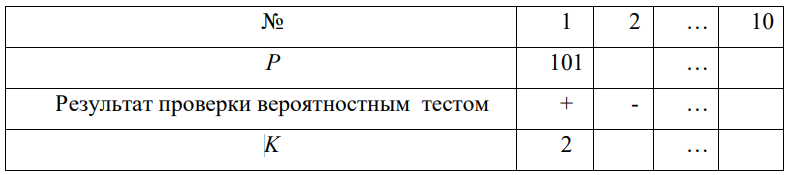 № 1 2 … 10
P 101 …
Результат проверки вероятностным тестом + - …
K 2 …